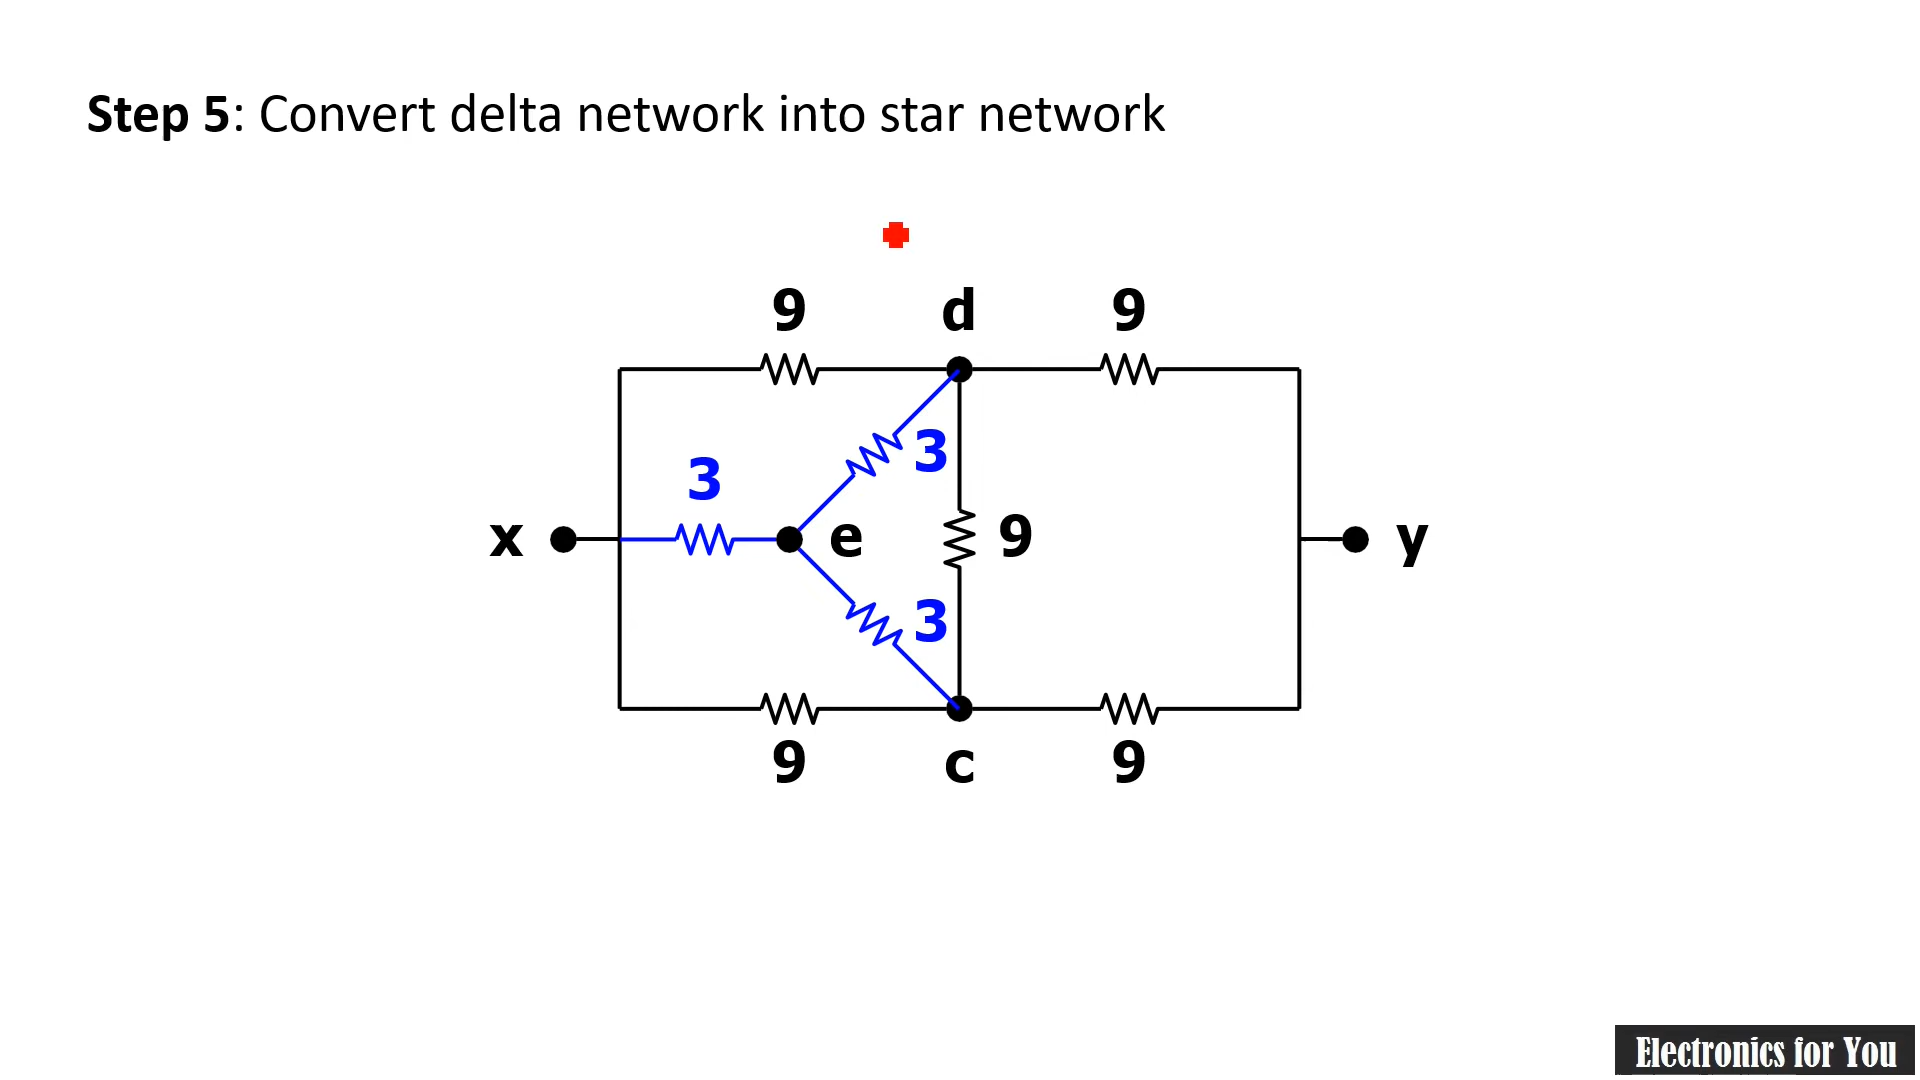 Step 5: Convert delta network into star network
9 d 9
3
3
x e 9 y
3
9 c 9
Electronics for You